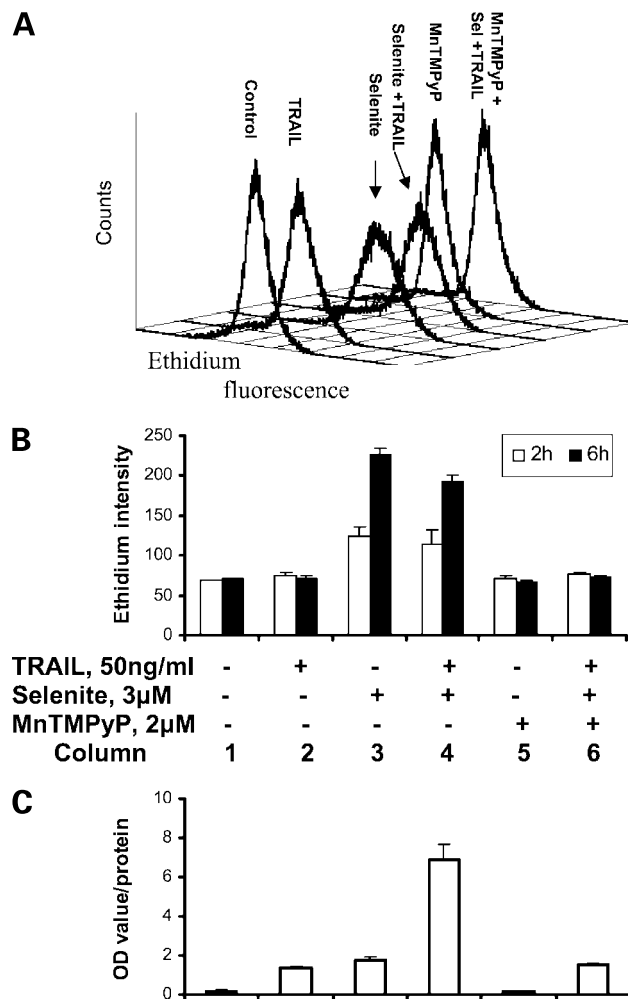 A
Control
TRAIL
Selenite
Selenite +TRAIL
MnTMPyP
MnTMPyP +
Sel +TRAIL
Counts
Ethidium
fluorescence
B
Ethidium intensity
250
200
150
100
50
0
2h
6h
TRAIL, 50ng/ml - + - + - +
Selenite, 3µM - - + + - +
MnTMPyP, 2µM - - - - + +
Column 1 2 3 4 5 6
C
OD value/protein
10
8
6
4
2
0